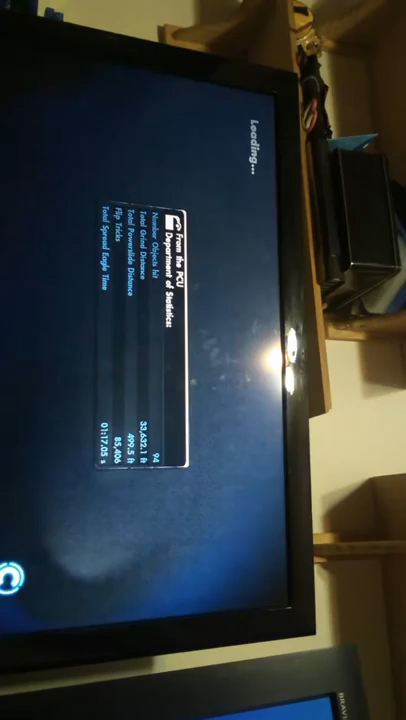 Loading...
From the PCU
Department of Statistics:
Number Objects hit 94
Total Grind Distance 33,632.1 ft
Total Powerslide Distance 499.5 ft
Flip Tricks 85,406
Total Spread Eagle Time 01:17.05 s
BRAV